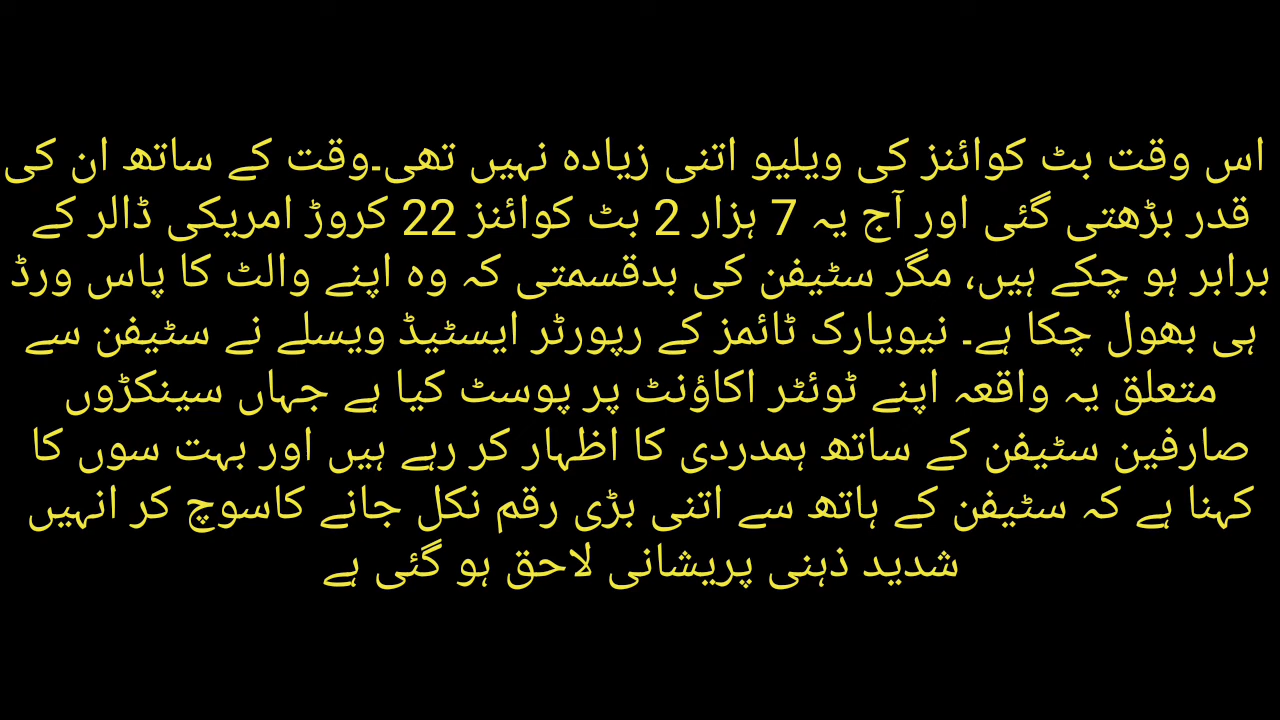 اس وقت بٹ کوائنز کی ویلیو اتنی زیادہ نہیں تھی۔وقت کے ساتھ ان کی
قدر بڑھتی گئی اور آج یہ 7 ہزار 2 بٹ کوائنز 22 کروڑ امریکی ڈالر کے
برابر ہو چکے ہیں، مگر سٹیفن کی بدقسمتی کہ وہ اپنے والٹ کا پاس ورڈ
ہی بھول چکا ہے۔ نیویارک ٹائمز کے رپورٹر ایسٹیڈ ویسلے نے سٹیفن سے
متعلق یہ واقعہ اپنے ٹوئٹر اکاؤنٹ پر پوسٹ کیا ہے جہاں سینکڑوں
صارفین سٹیفن کے ساتھ ہمدردی کا اظہار کر رہے ہیں اور بہت سوں کا
کہنا ہے کہ سٹیفن کے ہاتھ سے اتنی بڑی رقم نکل جانے کاسوچ کر انہیں
شدید ذہنی پریشانی لاحق ہو گئی ہے